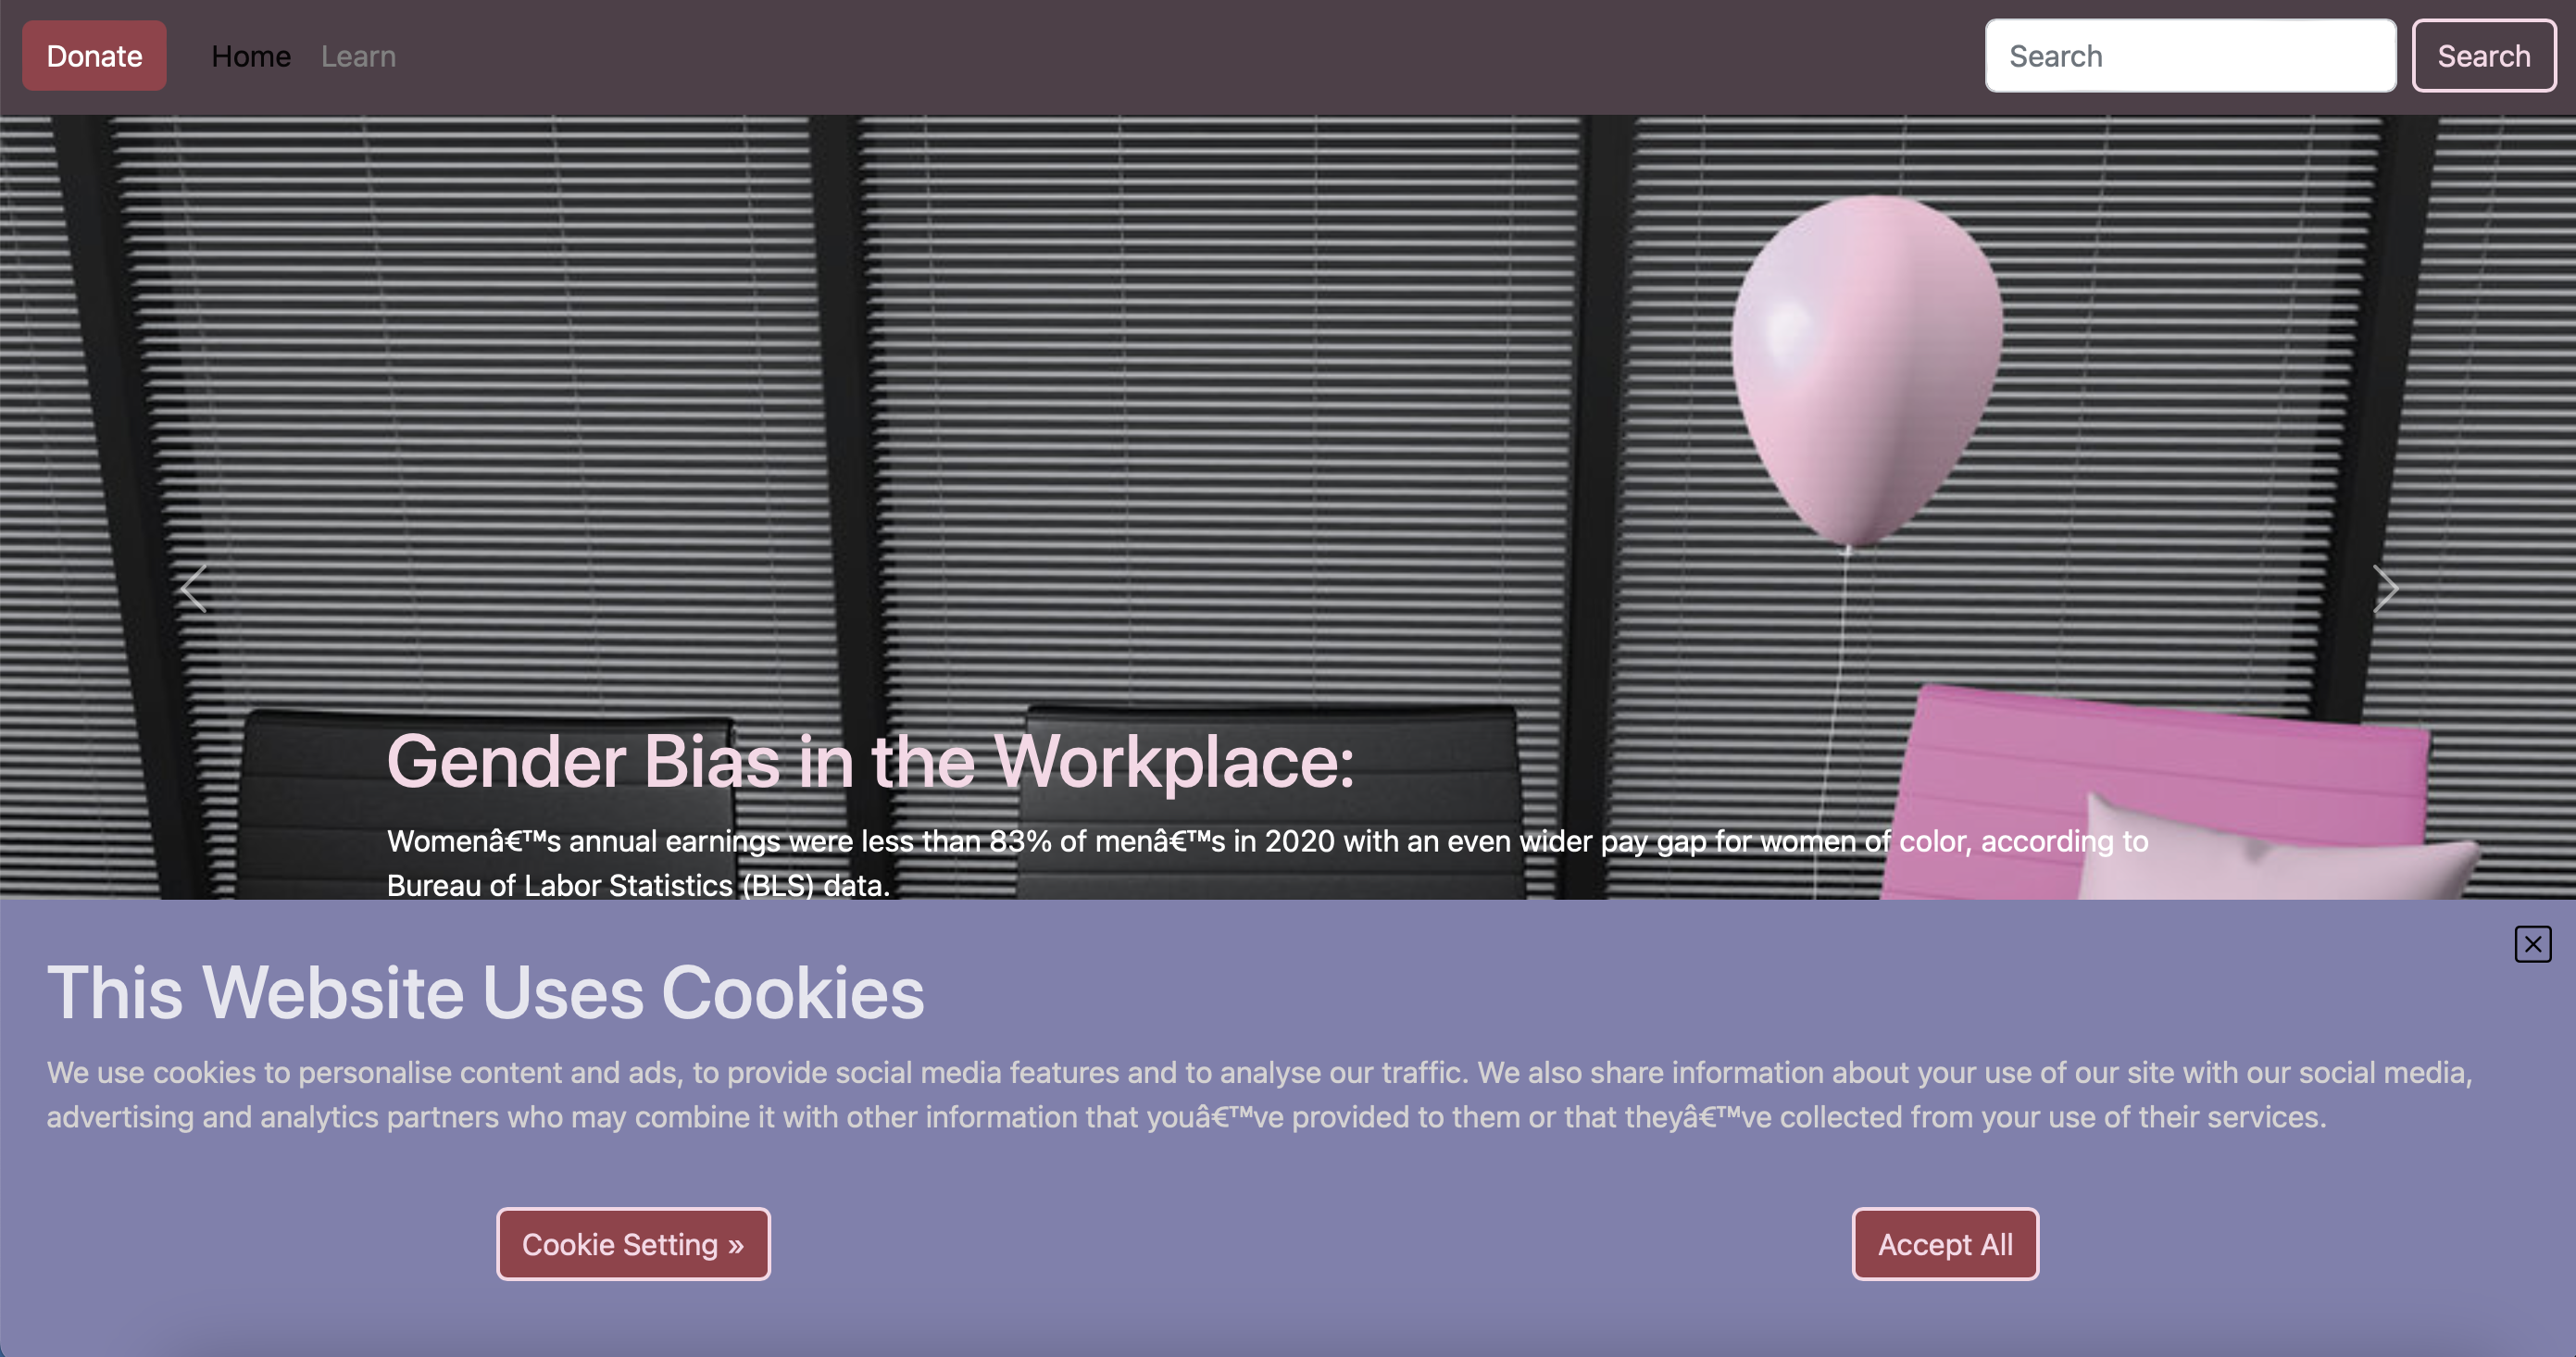 Donate Home Learn Search Search
Gender Bias in the Workplace:
Womenâ€™s annual earnings were less than 83% of menâ€™s in 2020 with an even wider pay gap for women of color, according to
Bureau of Labor Statistics (BLS) data.
This Website Uses Cookies
We use cookies to personalise content and ads, to provide social media features and to analyse our traffic. We also share information about your use of our site with our social media,
advertising and analytics partners who may combine it with other information that youâ€™ve provided to them or that theyâ€™ve collected from your use of their services.
Cookie Setting » Accept All